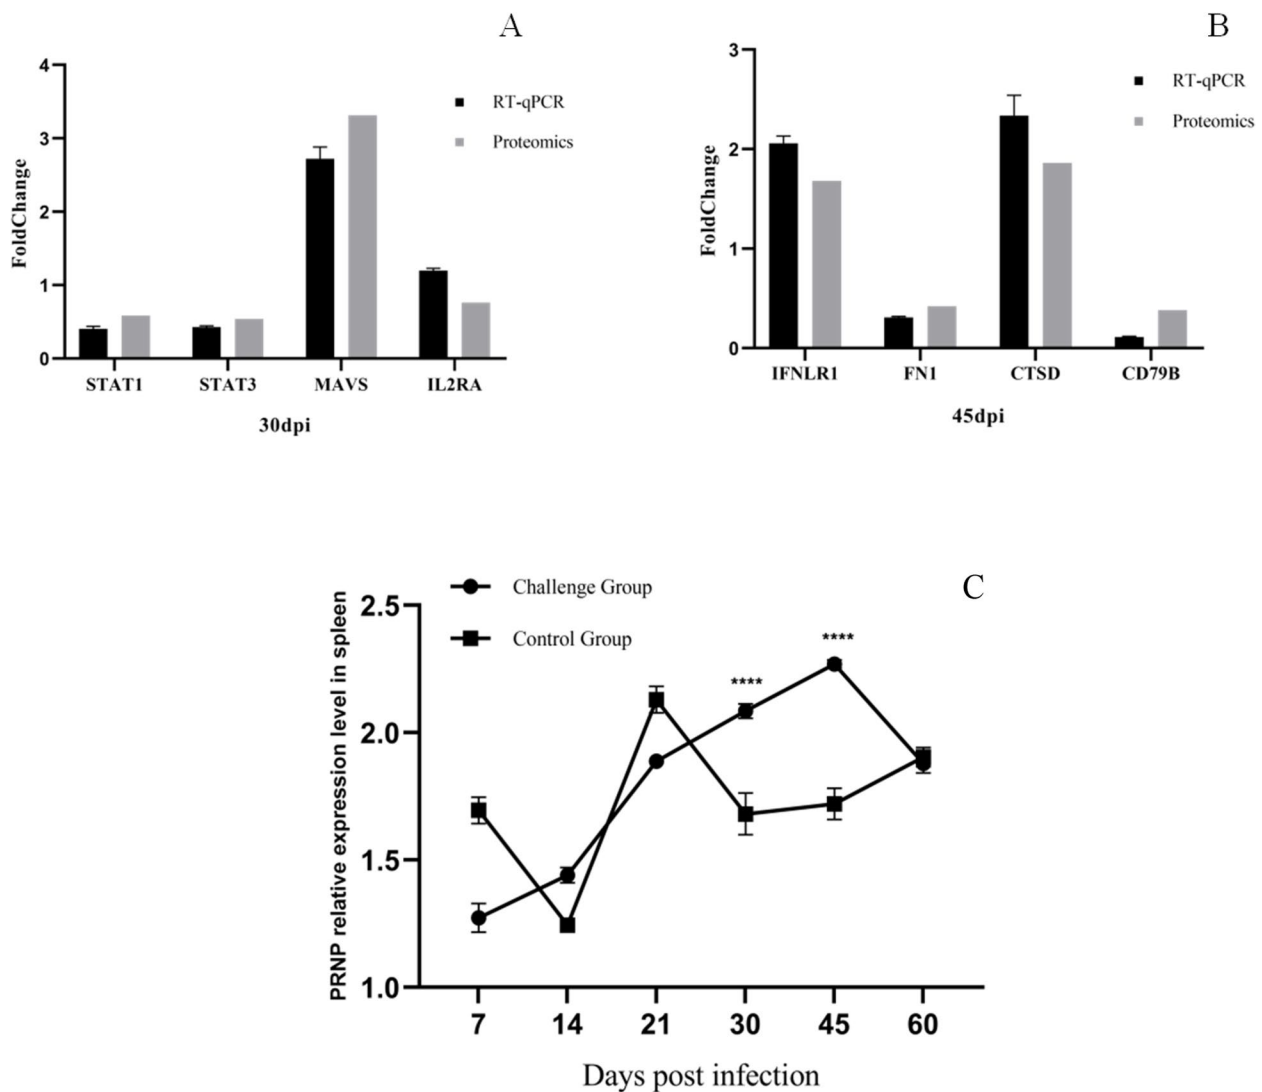 A
4
3
2
1
0
FoldChange
RT-qPCR
Proteomics
STAT1 STAT3 MAVS IL2RA
30dpi
B
3
2
1
0
FoldChange
RT-qPCR
Proteomics
IFNLR1 FN1 CTSD CD79B
45dpi
C
Challenge Group
Control Group
PRNP relative expression level in spleen
2.5
2.0
1.5
1.0
****
****
7 14 21 30 45 60
Days post infection